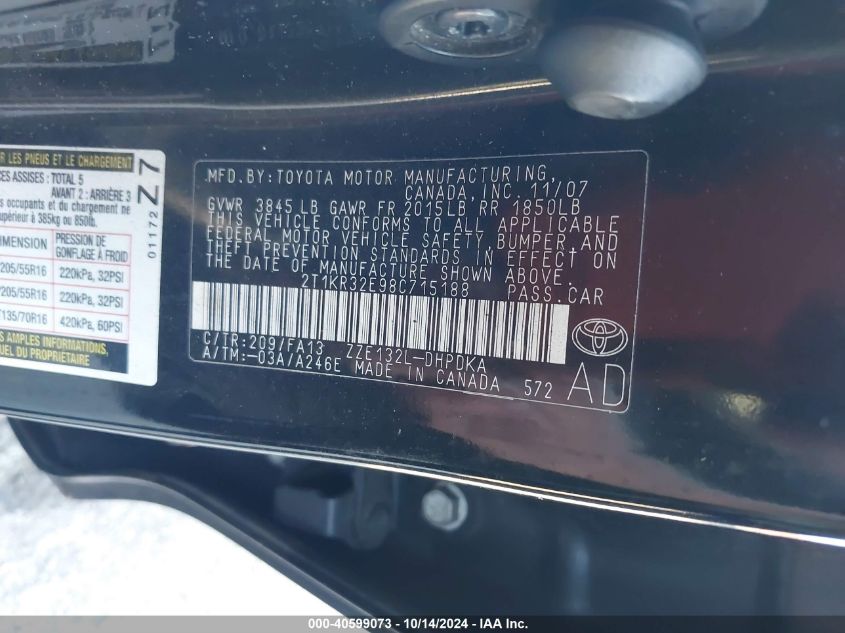 R LES PNEUS ET LE CHARGEMENT
CES ASSISES: TOTAL 5
AVANT 2: ARRIÈRE 3
s occupants et du chargement ne
upérieur à 385kg ou 850lb.
IMENSION PRESSION DE GONFLAGE À FROID
205/55R16 220kPa, 32PSI
205/55R16 220kPa, 32PSI
T135/70R16 420kPa, 60PSI
S AMPLES INFORMATIONS,
01172 Z7
MFD.BY:TOYOTA MOTOR MANUFACTURING,
CANADA,INC. 11/07
GVWR 3845 LB GAWR FR 2015LB RR 1850LB
THIS VEHICLE CONFORMS TO ALL APPLICABLE
FEDERAL MOTOR VEHICLE SAFETY,BUMPER,AND
THEFT PREVENTION STANDARDS IN EFFECT ON
THE DATE OF MANUFACTURE SHOWN ABOVE.
2T1KR32E98C715188 PASS.CAR
C/TR:209/FA13 ZZE132L-DHPDKA
A/TM:-03A/A246E MADE IN CANADA 572
AD
000-40599073 - 10/14/2024 - IAA Inc.